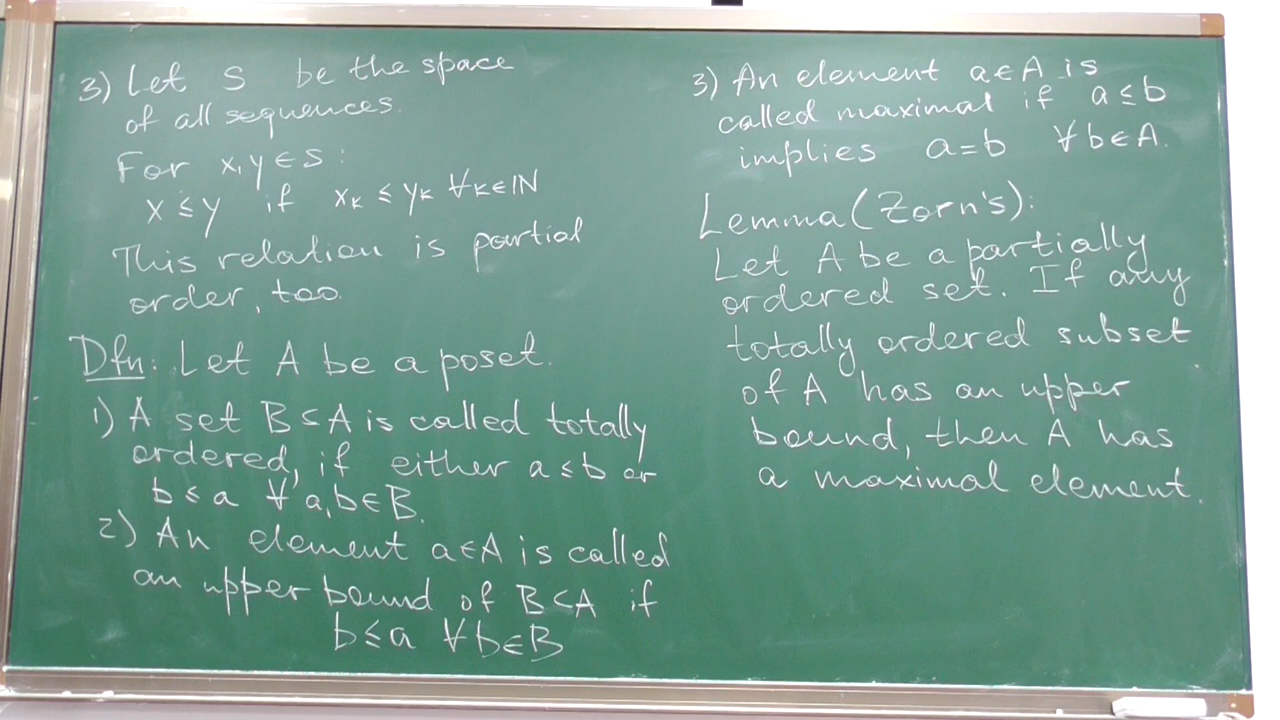 3) Let S be the space
of all sequences.
For x,y∈S:
x≤y if xₖ ≤ yₖ ∀k∈ℕ
This relation is partial
order, too.
Dfn: Let A be a poset.
1) A set B⊂A is called totally
ordered, if either a≤b or
b≤a ∀a,b∈B.
2) An element a∈A is called
an upper bound of B⊂A if
b≤a ∀b∈B
3) An element a∈A is
called maximal if a≤b
implies a=b ∀b∈A.
Lemma (Zorn's):
Let A be a partially
ordered set. If any
totally ordered subset
of A has an upper
bound, then A has
a maximal element.